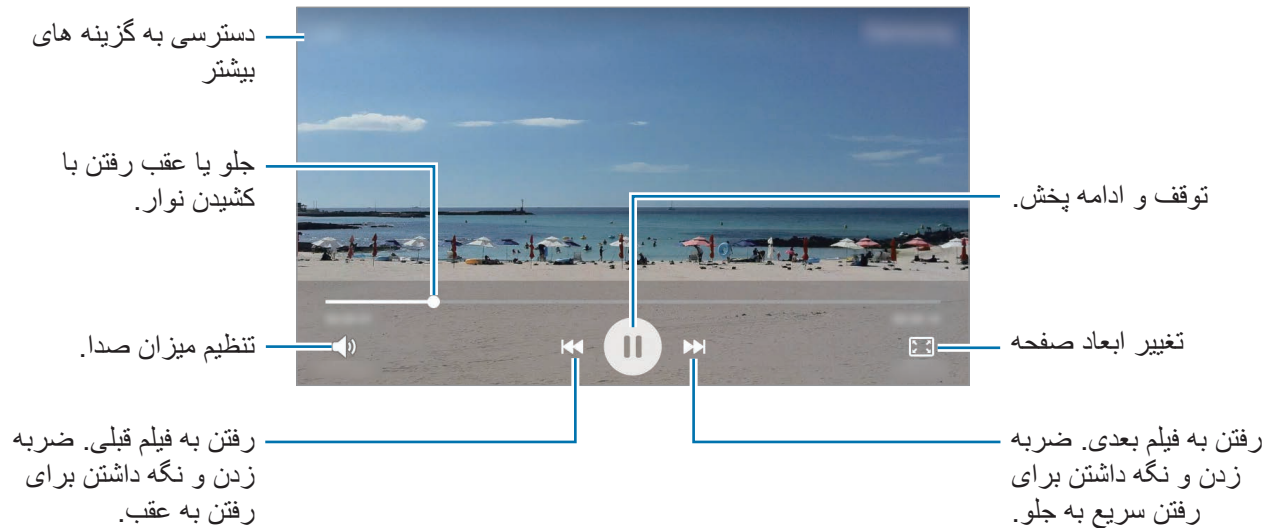 دسترسی به گزینه های
بیشتر
جلو یا عقب رفتن با
کشیدن نوار.
توقف و ادامه پخش.
تنظیم میزان صدا.
تغییر ابعاد صفحه
رفتن به فیلم قبلی. ضربه
زدن و نگه داشتن برای
رفتن به عقب.
رفتن به فیلم بعدی. ضربه
زدن و نگه داشتن برای
رفتن سریع به جلو.